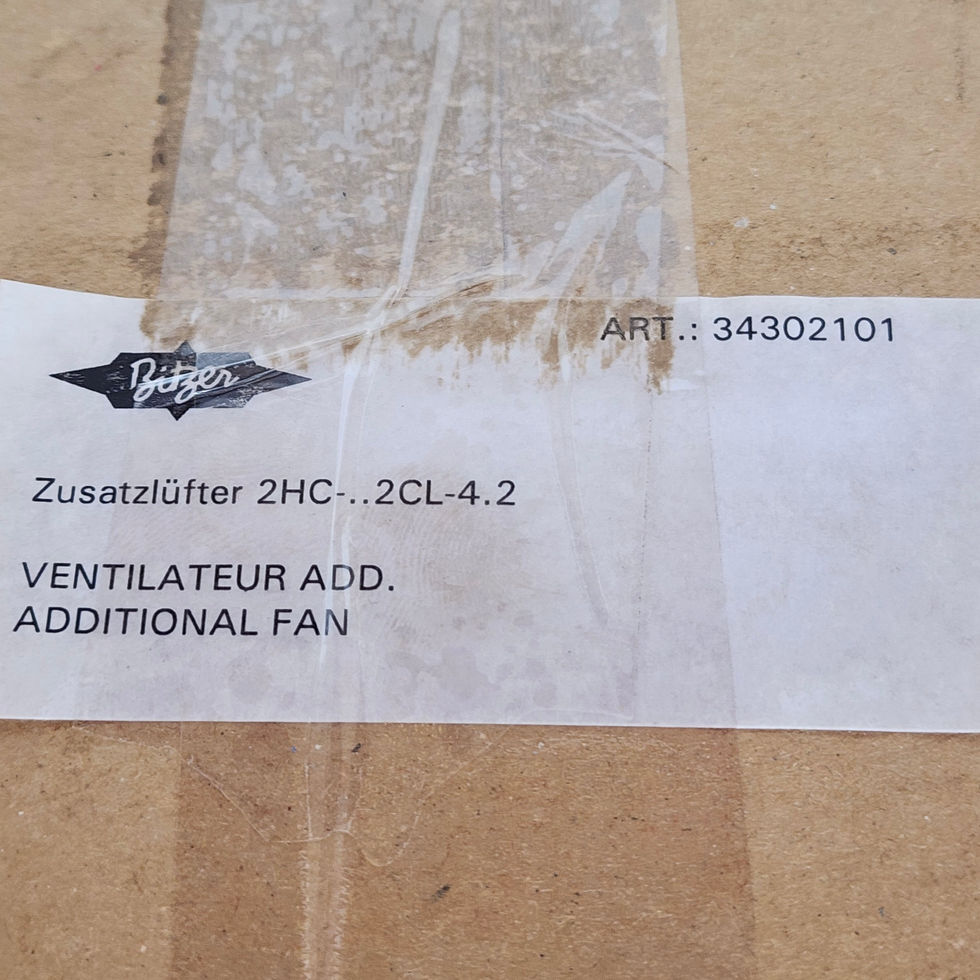 ART.: 34302101
Bitzer
Zusatzlüfter 2HC-..2CL-4.2
VENTILATEUR ADD.
ADDITIONAL FAN